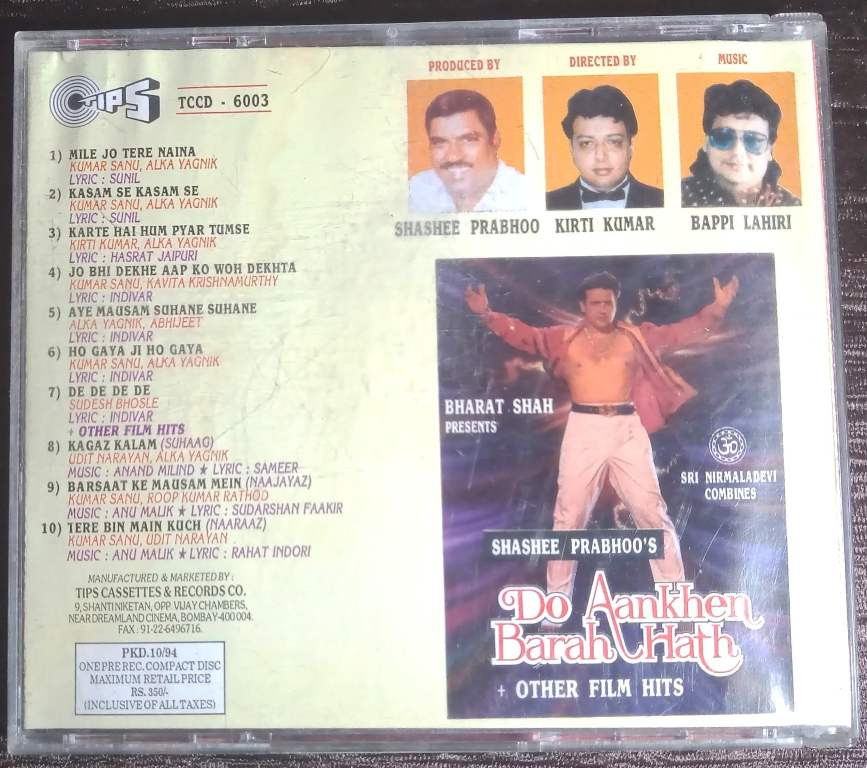 TIPS
TCCD - 6003
1) MILE JO TERE NAINA
KUMAR SANU, ALKA YAGNIK
LYRIC : SUNIL
2) KASAM SE KASAM SE
KUMAR SANU, ALKA YAGNIK
LYRIC : SUNIL
3) KARTE HAI HUM PYAR TUMSE
KIRTI KUMAR, ALKA YAGNIK
LYRIC : HASRAT JAIPURI
4) JO BHI DEKHE AAP KO WOH DEKHTA
KUMAR SANU, KAVITA KRISHNAMURTHY
LYRIC : INDIVAR
5) AYE MAUSAM SUHANE SUHANE
ALKA YAGNIK, ABHIJEET
LYRIC : INDIVAR
6) HO GAYA JI HO GAYA
KUMAR SANU, ALKA YAGNIK
LYRIC : INDIVAR
7) DE DE DE DE
SUDESH BHOSLE
LYRIC : INDIVAR
+ OTHER FILM HITS
8) KAGAZ KALAM (SUHAAG)
UDIT NARAYAN, ALKA YAGNIK
MUSIC : ANAND MILIND ★ LYRIC : SAMEER
9) BARSAAT KE MAUSAM MEIN (NAAJAYAZ)
KUMAR SANU, ROOP KUMAR RATHOD
MUSIC : ANU MALIK ★ LYRIC : SUDARSHAN FAAKIR
10) TERE BIN MAIN KUCH (NAARAAZ)
KUMAR SANU, UDIT NARAYAN
MUSIC : ANU MALIK ★ LYRIC : RAHAT INDORI
MANUFACTURED & MARKETED BY :
TIPS CASSETTES & RECORDS CO.
9, SHANTINIKETAN, OPP. VIJAY CHAMBERS,
NEAR DREAMLAND CINEMA, BOMBAY-400 004.
FAX : 91-22-6496716.
PKD.10/94
ONE PRE REC. COMPACT DISC
MAXIMUM RETAIL PRICE
RS. 350/-
(INCLUSIVE OF ALL TAXES)
PRODUCED BY
SHASHEE PRABHOO
DIRECTED BY
KIRTI KUMAR
MUSIC
BAPPI LAHIRI
BHARAT SHAH
PRESENTS
ॐ
SRI NIRMALADEVI
COMBINES
SHASHEE PRABHOO'S
Do Aankhen
Barah Hath
+ OTHER FILM HITS